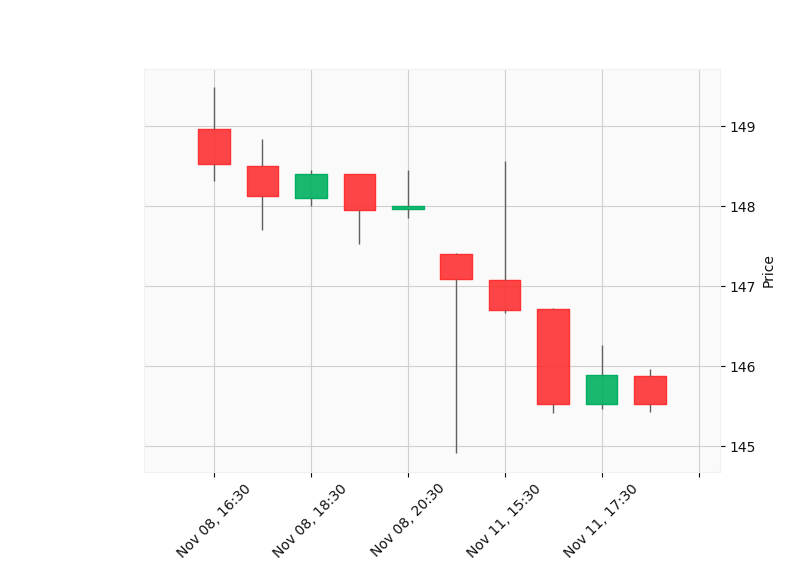 149
148
147
146
145
Price
Nov 08, 16:30
Nov 08, 18:30
Nov 08, 20:30
Nov 11, 15:30
Nov 11, 17:30